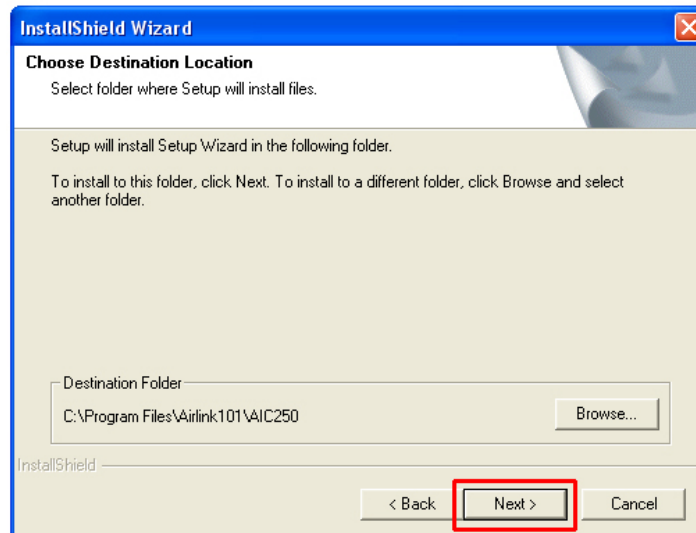 InstallShield Wizard
Choose Destination Location
Select folder where Setup will install files.
Setup will install Setup Wizard in the following folder.
To install to this folder, click Next. To install to a different folder, click Browse and select
another folder.
Destination Folder
C:\Program Files\Airlink101\AIC250
Browse...
InstallShield
< Back
Next >
Cancel